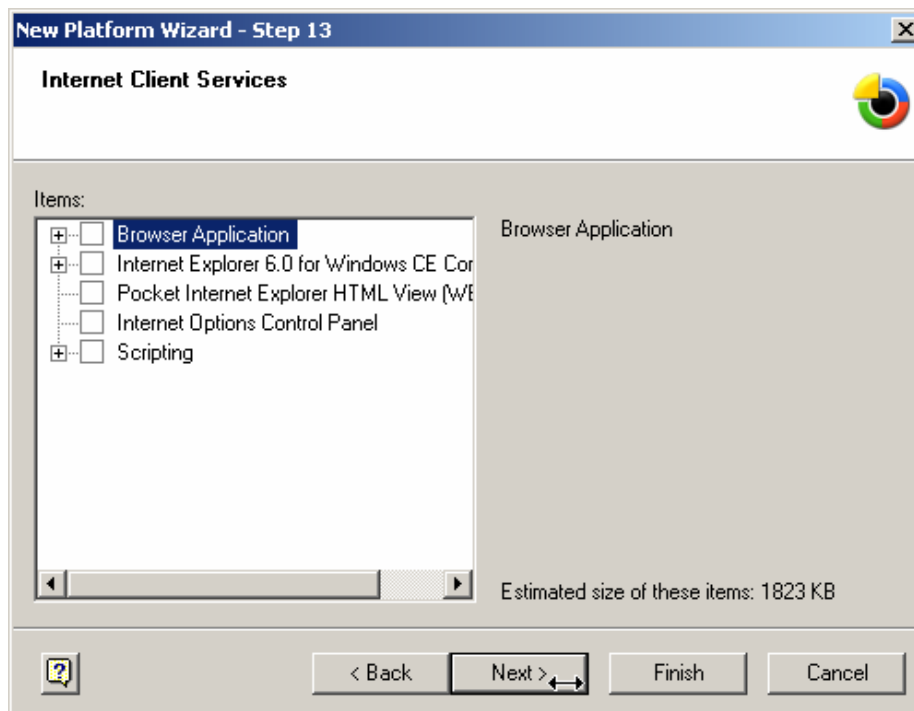 New Platform Wizard - Step 13
Internet Client Services
Items:
Browser Application
Internet Explorer 6.0 for Windows CE Cor
Pocket Internet Explorer HTML View (WE
Internet Options Control Panel
Scripting
Browser Application
Estimated size of these items: 1823 KB
< Back
Next >
Finish
Cancel